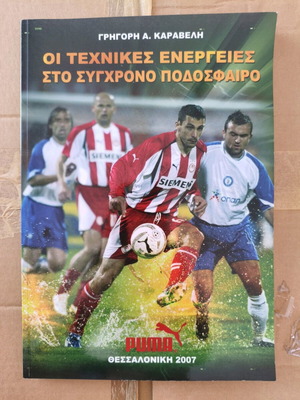 ΓΡΗΓΟΡΗ Α. ΚΑΡΑΒΕΛΗ
ΟΙ ΤΕΧΝΙΚΕΣ ΕΝΕΡΓΕΙΕΣ
ΣΤΟ ΣΥΓΧΡΟΝΟ ΠΟΔΟΣΦΑΙΡΟ
SIEMENS
SIEMENS
PUMA
ΘΕΣΣΑΛΟΝΙΚΗ 2007